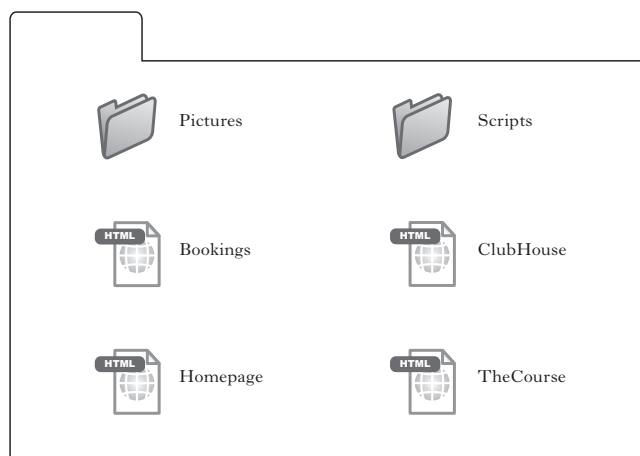 Pictures
Scripts
HTML
Bookings
HTML
ClubHouse
HTML
Homepage
HTML
TheCourse